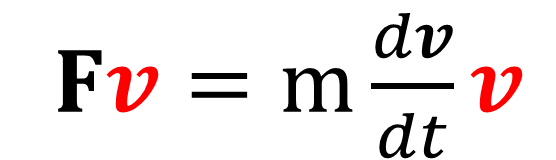 𝐅𝒗 = m d𝒗/dt 𝒗